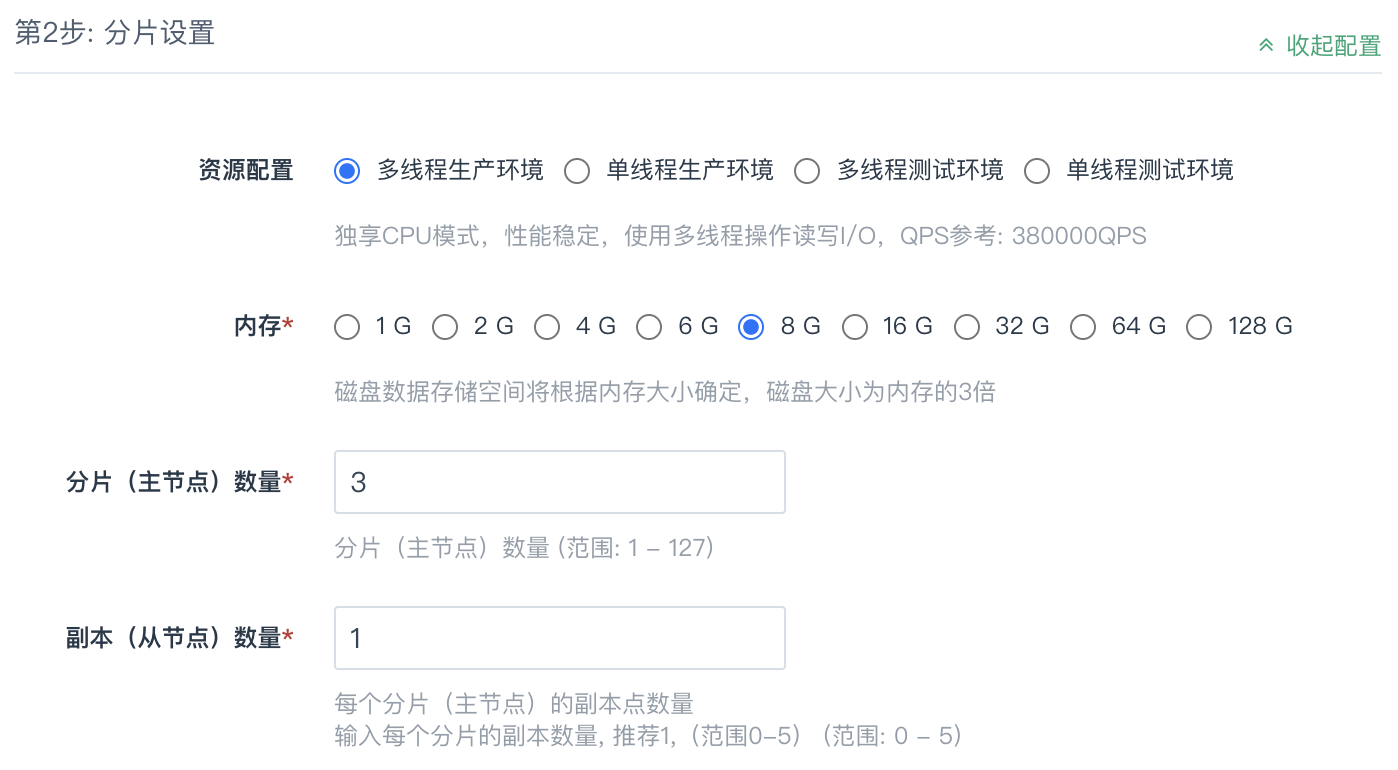 第2步: 分片设置
收起配置
资源配置 多线程生产环境 单线程生产环境 多线程测试环境 单线程测试环境
独享CPU模式，性能稳定，使用多线程操作读写I/O，QPS参考: 380000QPS
内存* 1 G 2 G 4 G 6 G 8 G 16 G 32 G 64 G 128 G
磁盘数据存储空间将根据内存大小确定，磁盘大小为内存的3倍
分片（主节点）数量* 3
分片（主节点）数量 (范围: 1 – 127)
副本（从节点）数量* 1
每个分片（主节点）的副本点数量
输入每个分片的副本数量, 推荐1,（范围0–5）（范围: 0 – 5)